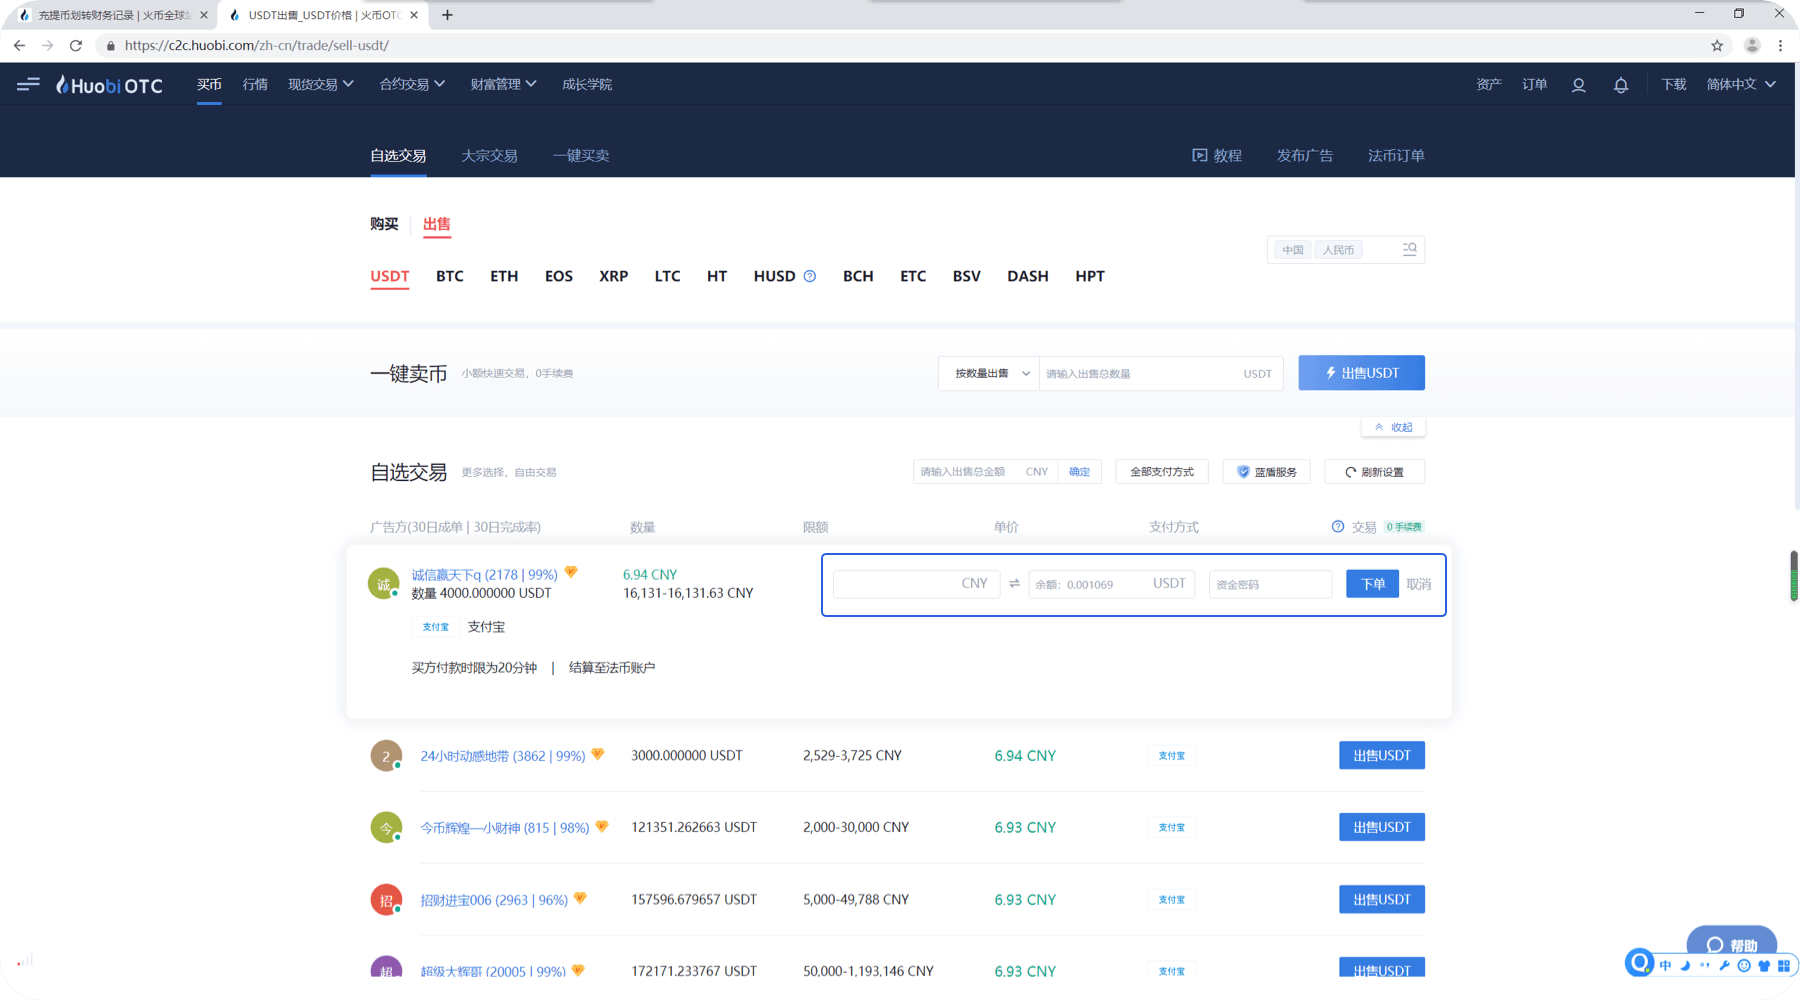 充提币划转财务记录 | 火币全球站
USDT出售_USDT价格 | 火币OTC
https://c2c.huobi.com/zh-cn/trade/sell-usdt/
Huobi OTC 买币 行情 现货交易 合约交易 财富管理 成长学院 资产 订单 下载 简体中文
自选交易 大宗交易 一键买卖 教程 发布广告 法币订单
购买 出售
中国 人民币
USDT BTC ETH EOS XRP LTC HT HUSD BCH ETC BSV DASH HPT
一键卖币 小额快速交易，0手续费 按数量出售 请输入出售总数量 USDT 出售USDT
收起
自选交易 更多选择，自由交易 请输入出售总金额 CNY 确定 全部支付方式 蓝盾服务 刷新设置
广告方(30日成单 | 30日完成率) 数量 限额 单价 支付方式 交易 0 手续费
诚 诚信赢天下q (2178 | 99%) 6.94 CNY
数量 4000.000000 USDT 16,131-16,131.63 CNY
CNY 余额：0.001069 USDT 资金密码 下单 取消
支付宝 支付宝
买方付款时限为20分钟 | 结算至法币账户
2 24小时动感地带 (3862 | 99%) 3000.000000 USDT 2,529-3,725 CNY 6.94 CNY 支付宝 出售USDT
今 今币辉煌—小财神 (815 | 98%) 121351.262663 USDT 2,000-30,000 CNY 6.93 CNY 支付宝 出售USDT
招 招财进宝006 (2963 | 96%) 157596.679657 USDT 5,000-49,788 CNY 6.93 CNY 支付宝 出售USDT
超 超级大辉哥 (20005 | 99%) 172171.233767 USDT 50,000-1,193,146 CNY 6.93 CNY 支付宝 出售USDT
帮助
中